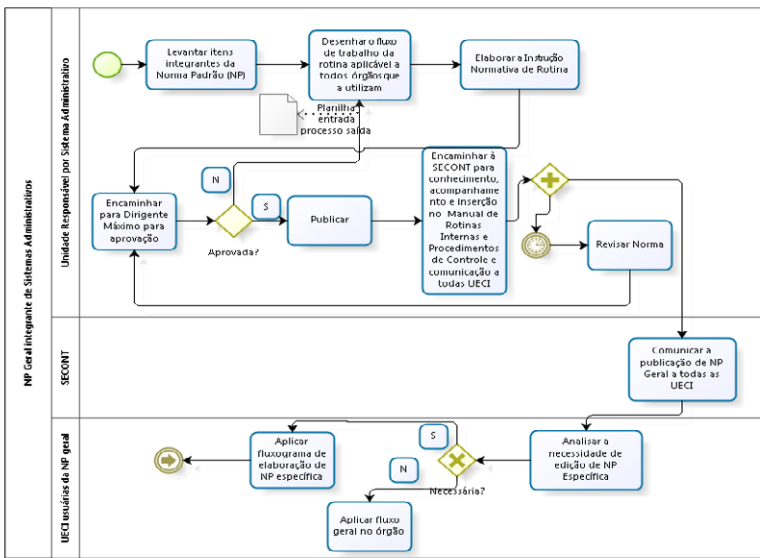 NP Geral integrante de Sistemas Administrativos
Unidade Responsável por Sistema Administrativo
Levantar itens
integrantes da
Norma Padrão (NP)
Desenhar o fluxo
de trabalho da
rotina aplicável a
todos órgãos que
a utilizam
Elaborar a Instrução
Normativa de Rotina
Planilha
entrada
processo saída
Encaminhar
para Dirigente
Máximo para
aprovação
N
S
Aprovada?
Publicar
Encaminhar à
SECONT para
conhecimento,
acompanhame
nto e inserção
no Manual de
Rotinas
Internas e
Procedimentos
de Controle e
comunicação a
todas UECI
Revisar Norma
SECONT
Comunicar a
publicação de NP
Geral a todas as
UECI
UECI usuárias da NP geral
Aplicar
fluxograma de
elaboração de
NP específica
S
N
Necessária?
Analisar a
necessidade de
edição de NP
Específica
Aplicar fluxo
geral no órgão